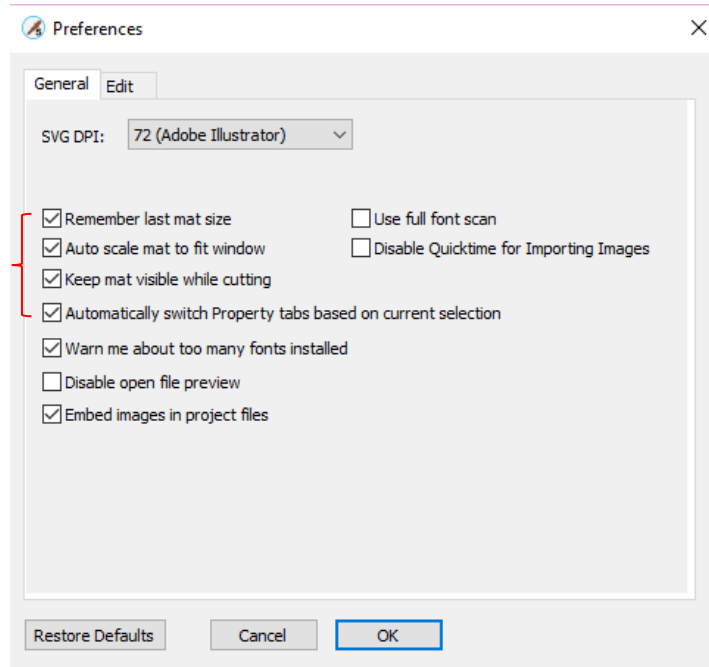 Preferences
General Edit
SVG DPI: 72 (Adobe Illustrator)
Remember last mat size Use full font scan
Auto scale mat to fit window Disable Quicktime for Importing Images
Keep mat visible while cutting
Automatically switch Property tabs based on current selection
Warn me about too many fonts installed
Disable open file preview
Embed images in project files
Restore Defaults Cancel OK